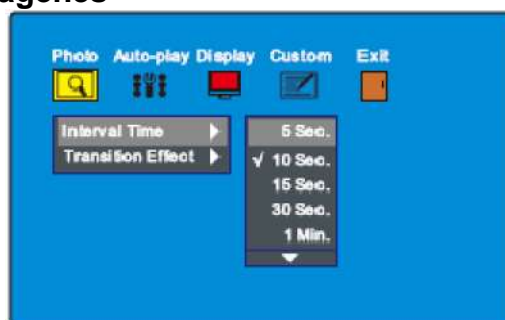 Photo Auto-play Display Custom Exit
Interval Time
Transition Effect
5 Sec.
√ 10 Sec.
15 Sec.
30 Sec.
1 Min.